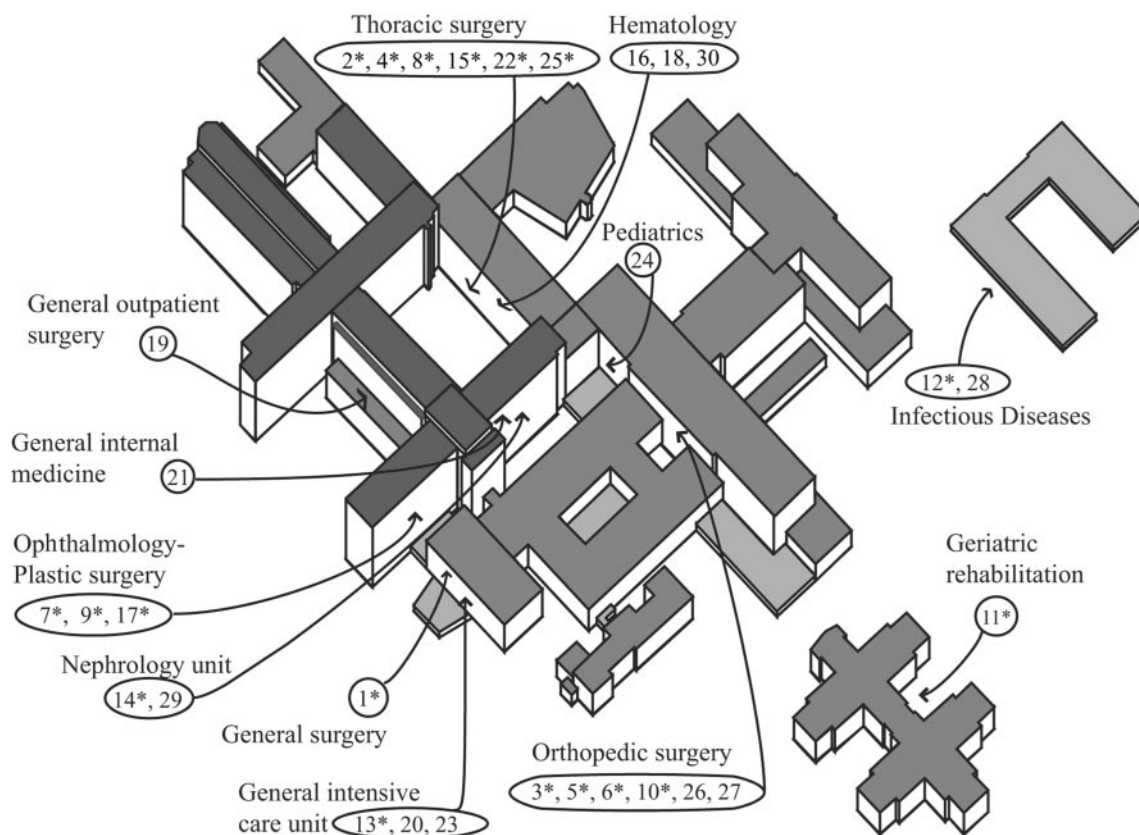 Thoracic surgery
2*, 4*, 8*, 15*, 22*, 25*
Hematology
16, 18, 30
Pediatrics
24
General outpatient
surgery
19
12*, 28
Infectious Diseases
General internal
medicine
21
Ophthalmology-
Plastic surgery
7*, 9*, 17*
Geriatric
rehabilitation
11*
Nephrology unit
14*, 29
1*
General surgery
Orthopedic surgery
3*, 5*, 6*, 10*, 26, 27
General intensive
care unit 13*, 20, 23